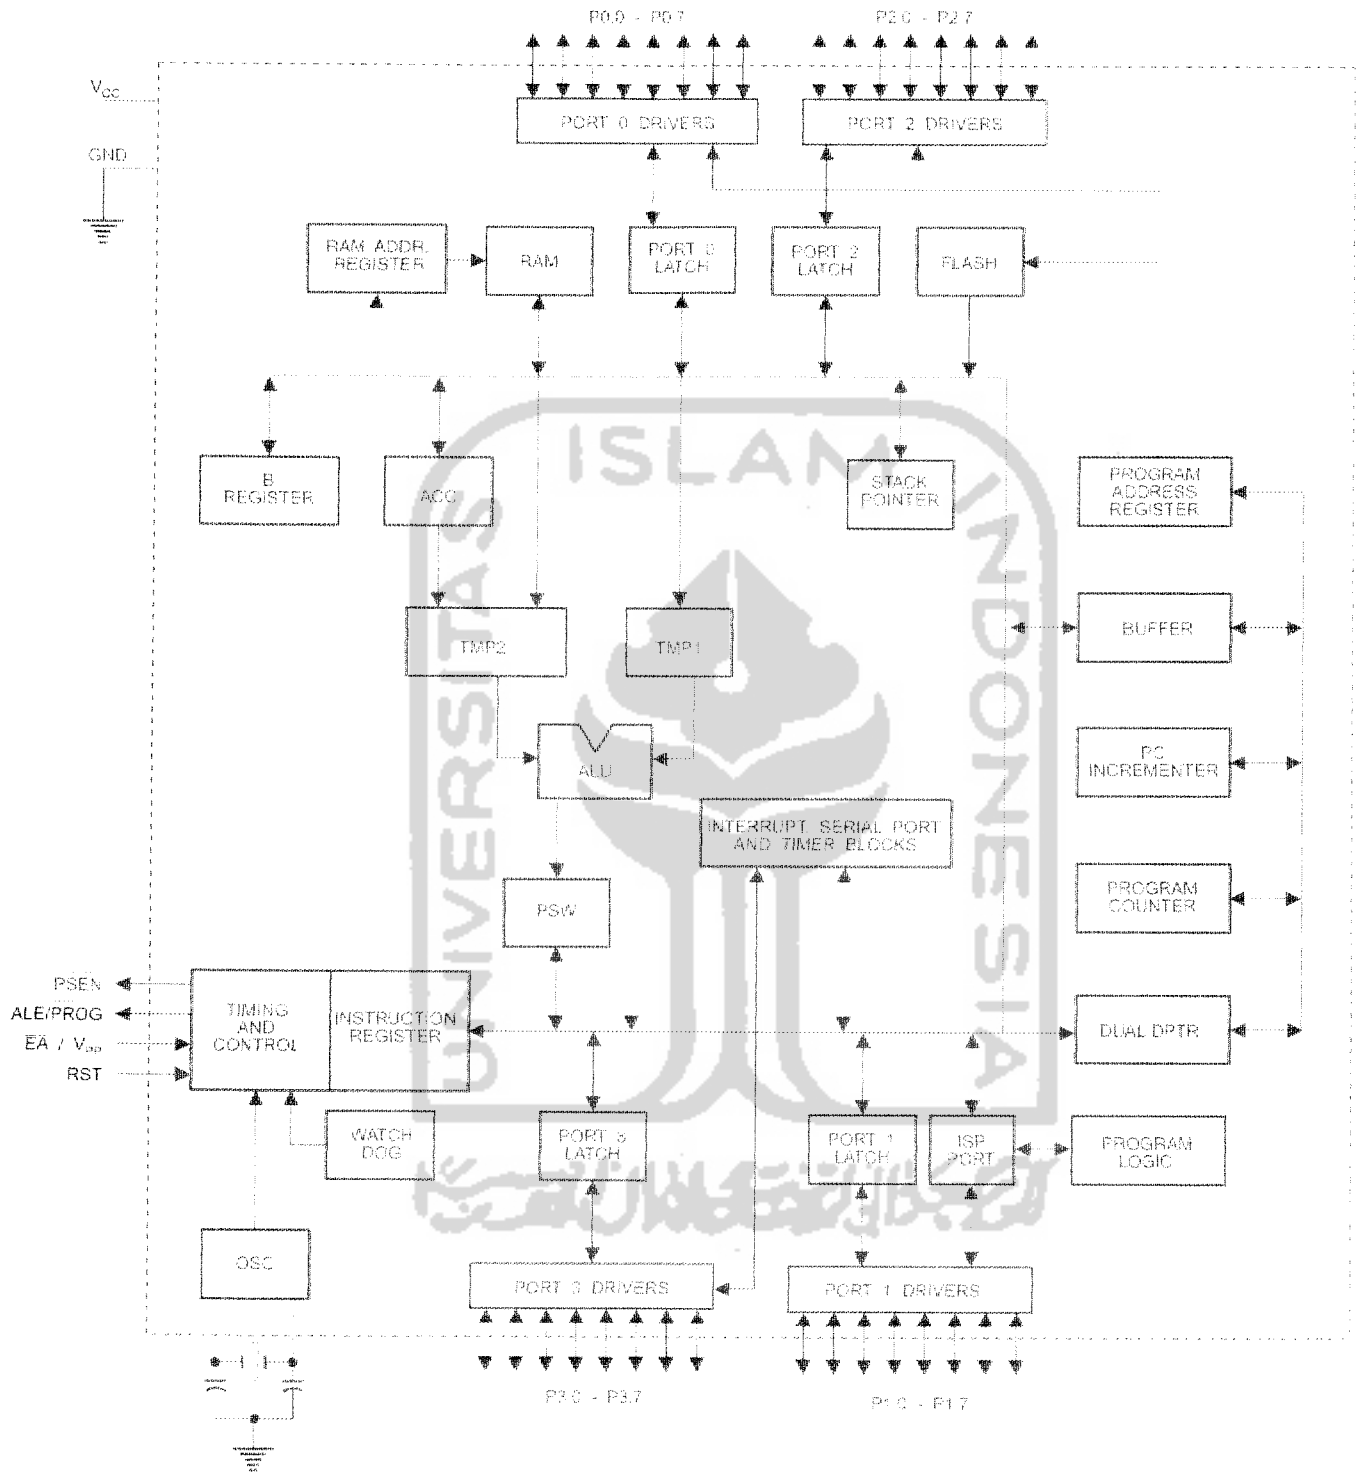 P0.0 - P0.7
P2.0 - P2.7
VCC
GND
PORT 0 DRIVERS
PORT 2 DRIVERS
RAM ADDR.
REGISTER
RAM
PORT 0
LATCH
PORT 2
LATCH
FLASH
B
REGISTER
ACC
STACK
POINTER
PROGRAM
ADDRESS
REGISTER
TMP2
TMP1
BUFFER
ALU
PC
INCREMENTER
INTERRUPT, SERIAL PORT
AND TIMER BLOCKS
PSW
PROGRAM
COUNTER
PSEN
ALE/PROG
EA / VPP
RST
TIMING
AND
CONTROL
INSTRUCTION
REGISTER
DUAL DPTR
WATCH
DOG
PORT 3
LATCH
PORT 1
LATCH
ISP
PORT
PROGRAM
LOGIC
OSC
PORT 3 DRIVERS
PORT 1 DRIVERS
P3.0 - P3.7
P1.0 - P1.7
UNIVERSITAS
ISLAM
INDONESIA